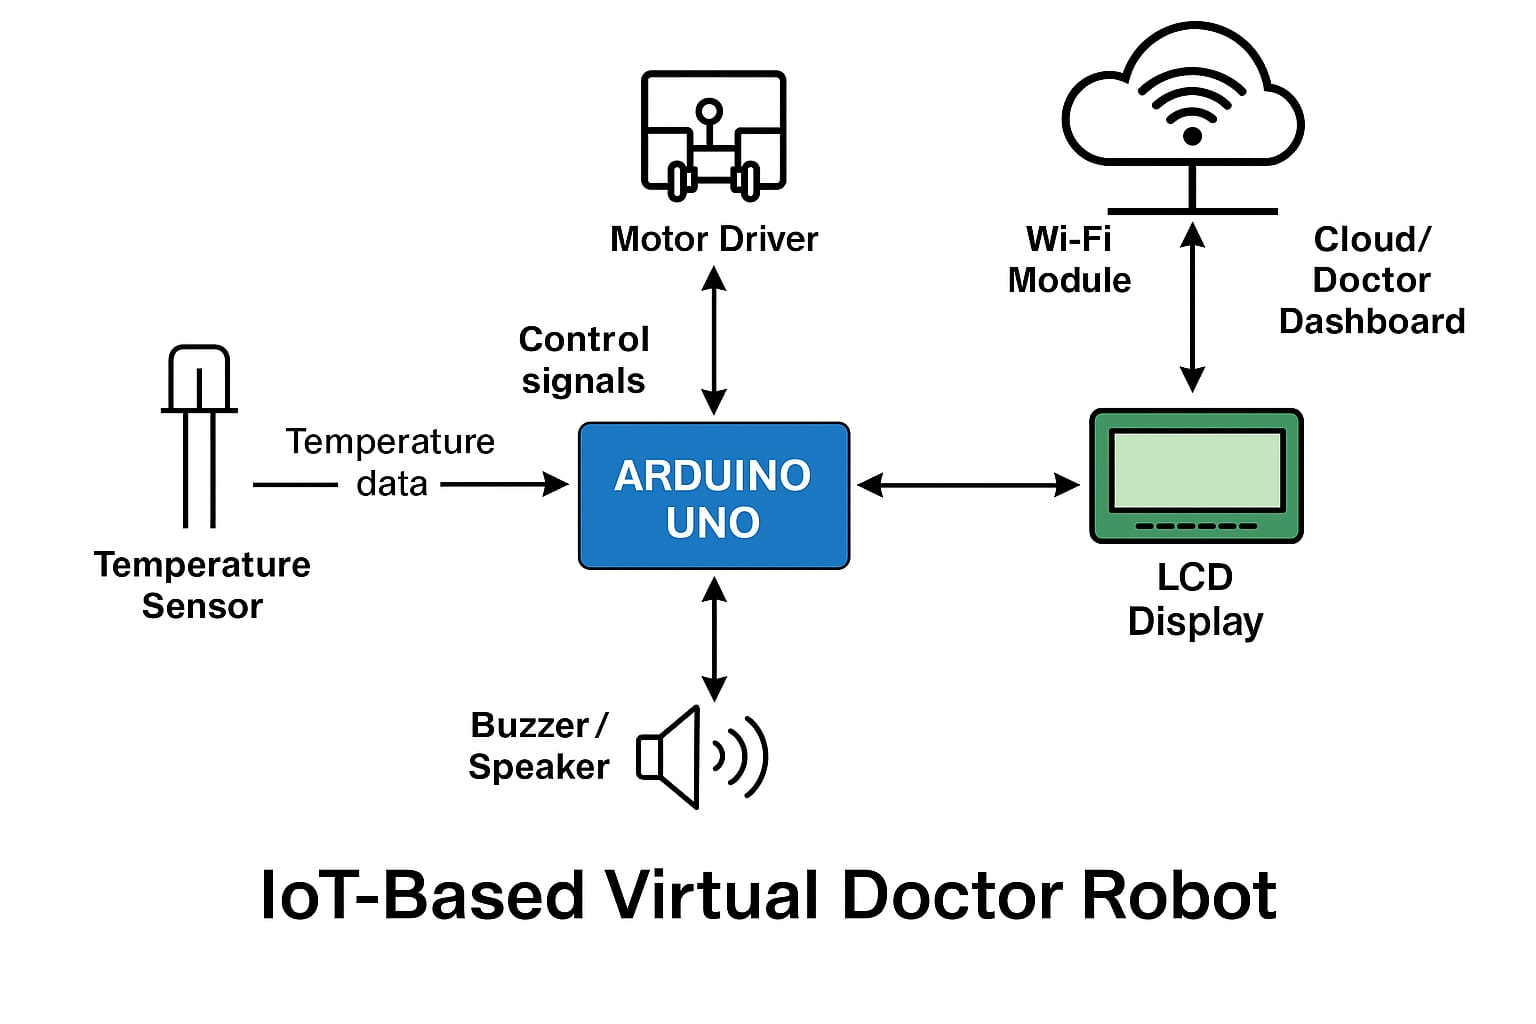 Motor Driver
Wi-Fi
Module
Cloud/
Doctor
Dashboard
Control
signals
Temperature
data
ARDUINO
UNO
Temperature
Sensor
LCD
Display
Buzzer/
Speaker
IoT-Based Virtual Doctor Robot